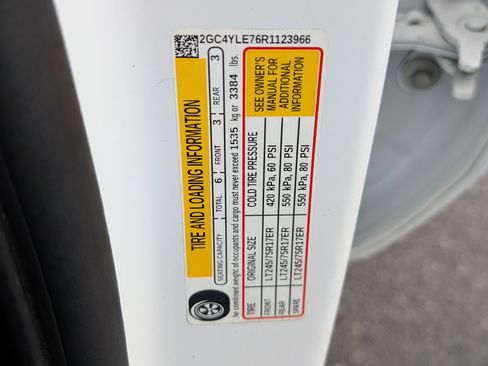 2GC4YLE76R1123966
TIRE AND LOADING INFORMATION
SEATING CAPACITY TOTAL: 6 FRONT 3 REAR 3
he combined weight of occupants and cargo must never exceed 1535 kg or 3384 lbs.
TIRE ORIGINAL SIZE COLD TIRE PRESSURE
FRONT LT245/75R17ER 420 kPa, 60 PSI
REAR LT245/75R17ER 550 kPa, 80 PSI
SPARE LT245/75R17ER 550 kPa, 80 PSI
SEE OWNER'S
MANUAL FOR
ADDITIONAL
INFORMATION